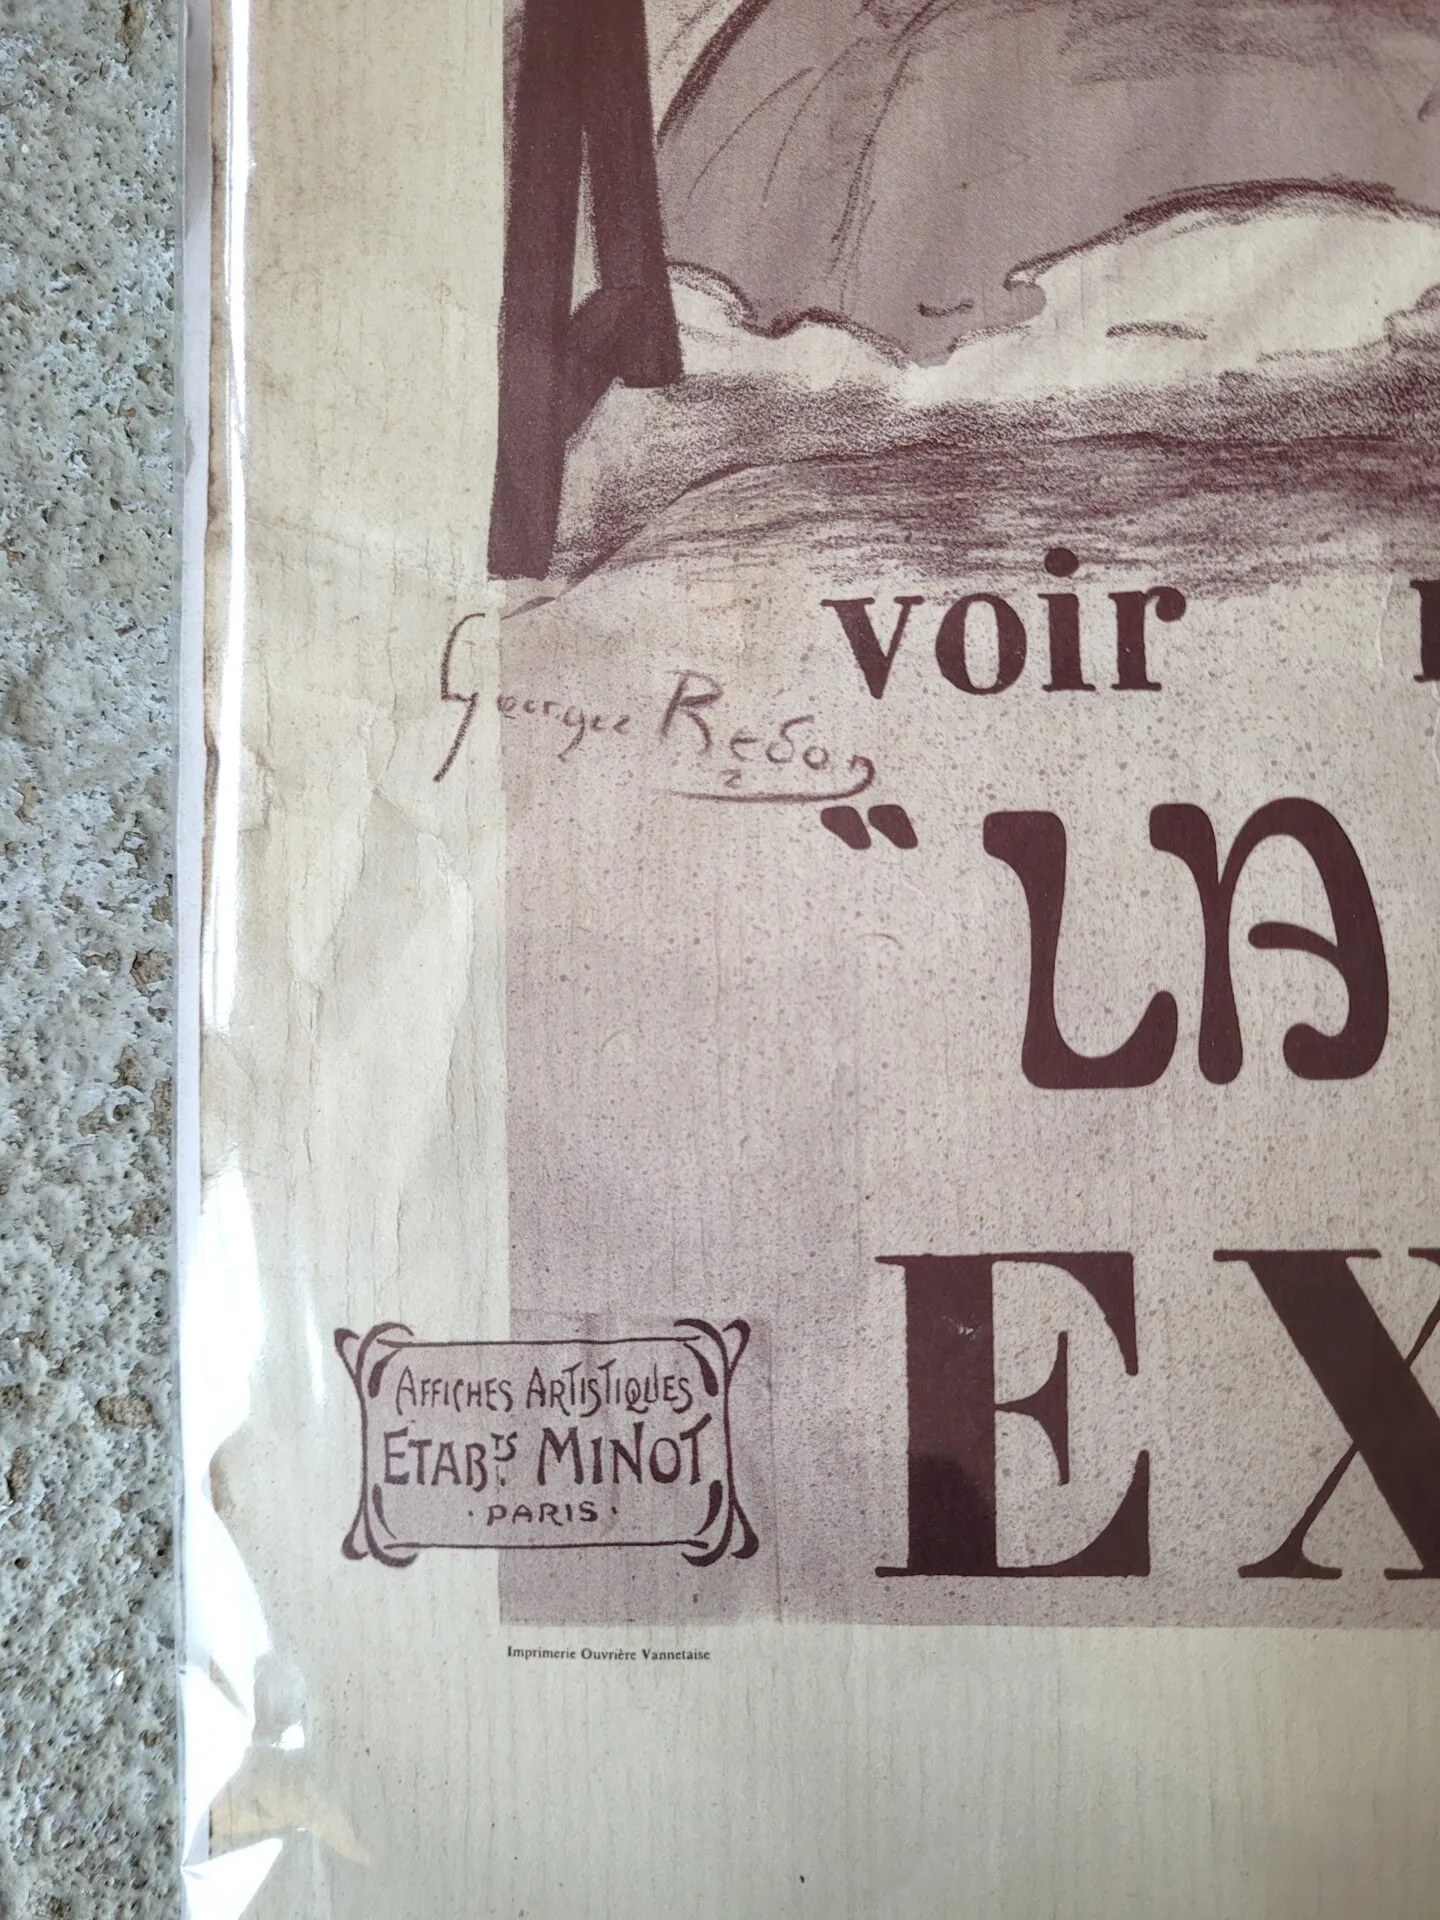 voir
Georges Redon
“ LA
EX
AFFICHES ARTISTIQUES
ETABTS. MINOT
· PARIS ·
Imprimerie Ouvrière Vannetaise